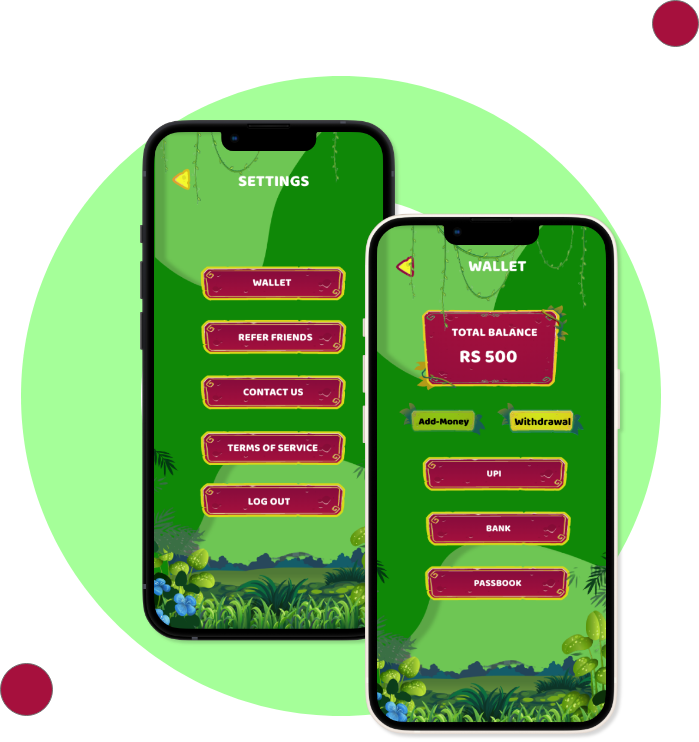 SETTINGS
WALLET
REFER FRIENDS
CONTACT US
TERMS OF SERVICE
LOG OUT
WALLET
TOTAL BALANCE
RS 500
Add-Money
Withdrawal
UPI
BANK
PASSBOOK